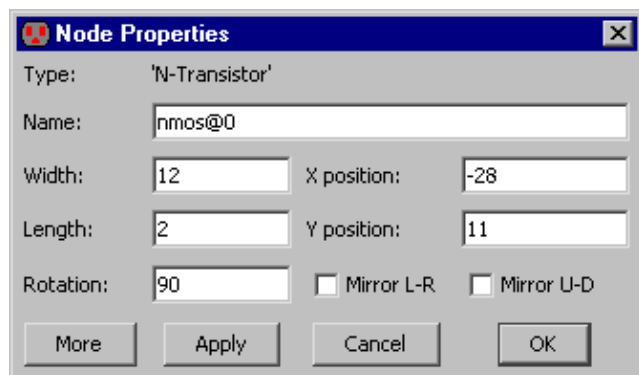 Node Properties
Type: 'N-Transistor'
Name: nmos@0
Width: 12 X position: -28
Length: 2 Y position: 11
Rotation: 90 Mirror L-R Mirror U-D
More Apply Cancel OK